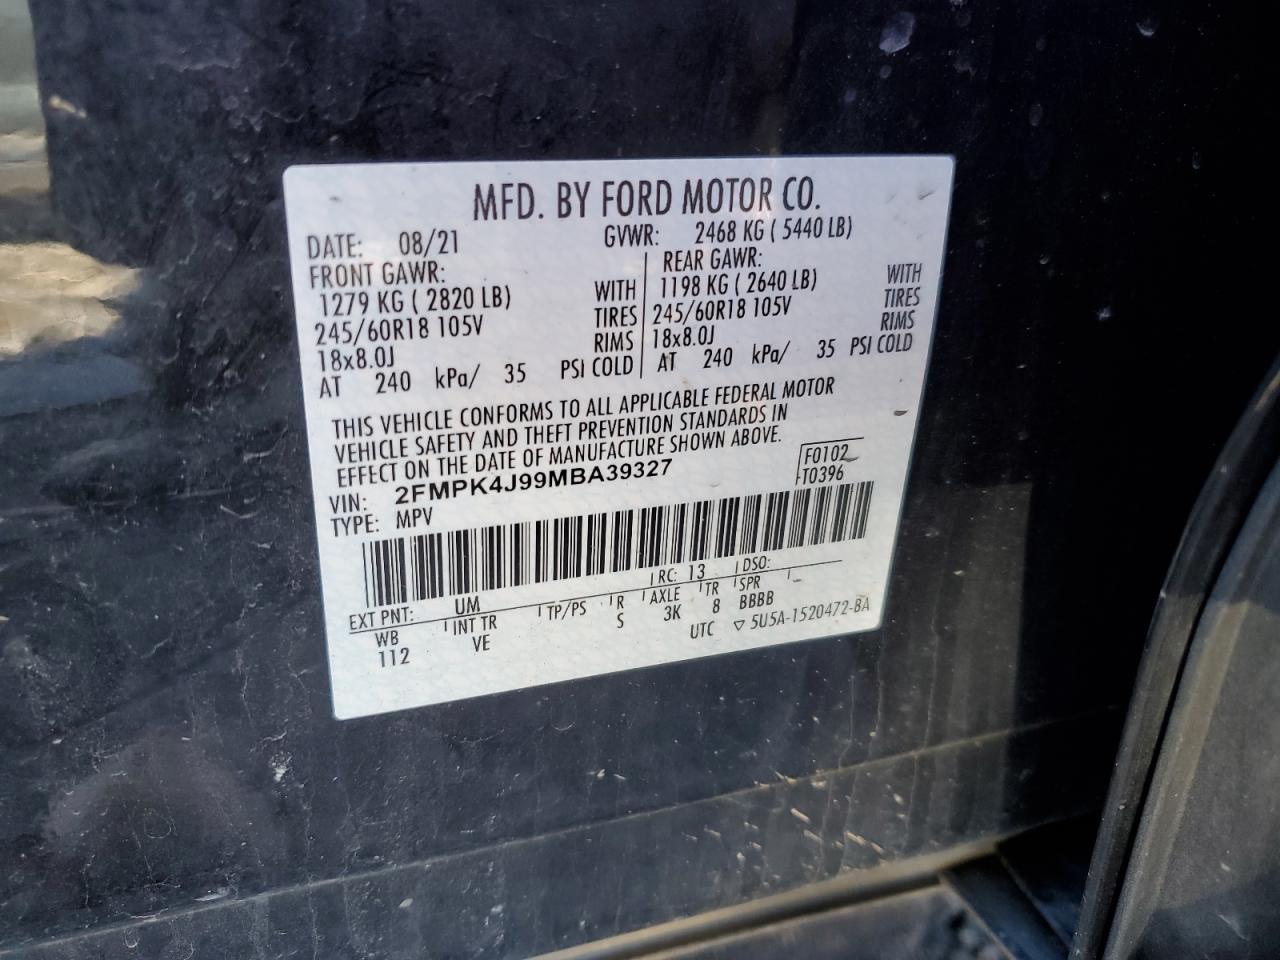 MFD. BY FORD MOTOR CO.
DATE: 08/21 GVWR: 2468 KG ( 5440 LB)
FRONT GAWR: REAR GAWR:
1279 KG ( 2820 LB) WITH 1198 KG ( 2640 LB) WITH
245/60R18 105V TIRES 245/60R18 105V TIRES
18x8.0J RIMS 18x8.0J RIMS
AT 240 kPa/ 35 PSI COLD AT 240 kPa/ 35 PSI COLD
THIS VEHICLE CONFORMS TO ALL APPLICABLE FEDERAL MOTOR
VEHICLE SAFETY AND THEFT PREVENTION STANDARDS IN
EFFECT ON THE DATE OF MANUFACTURE SHOWN ABOVE.
VIN: 2FMPK4J99MBA39327 F0102
TYPE: MPV T0396
EXT PNT: UM RC: 13 DSO:
WB INT TR TP/PS R AXLE TR SPR
112 VE S 3K 8 BBBB
UTC ▽ 5U5A-1520472-BA